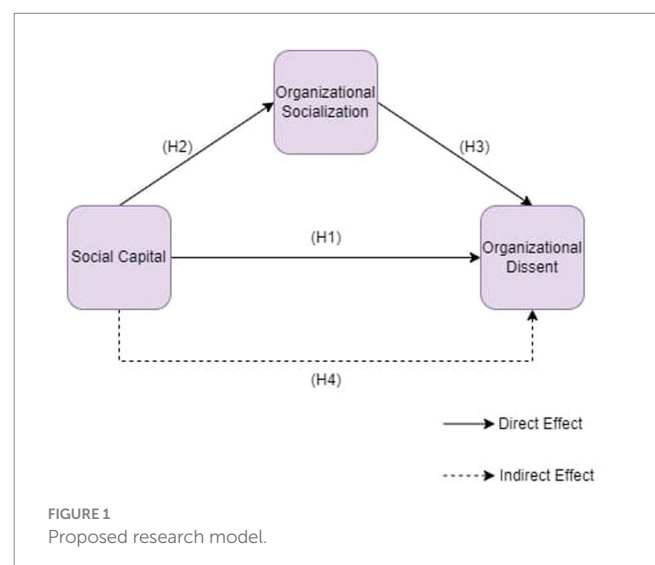 Organizational
Socialization
(H2)
(H3)
(H1)
Social Capital
Organizational
Dissent
(H4)
Direct Effect
Indirect Effect
FIGURE 1
Proposed research model.